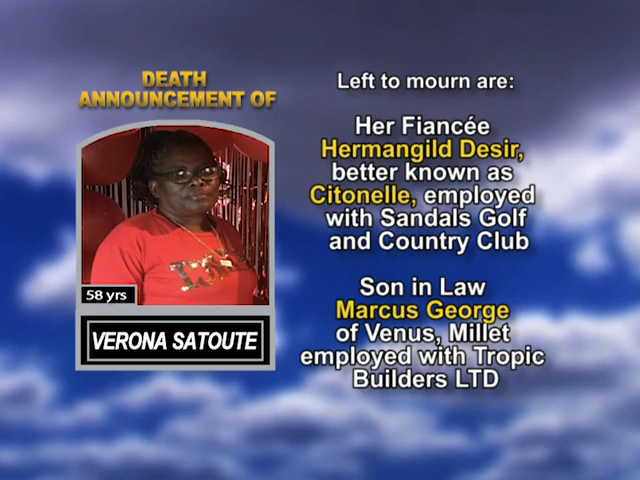 DEATH
ANNOUNCEMENT OF
58 yrs
VERONA SATOUTE
Left to mourn are:
Her Fiancée
Hermangild Desir,
better known as
Citonelle, employed
with Sandals Golf
and Country Club
Son in Law
Marcus George
of Venus, Millet
employed with Tropic
Builders LTD